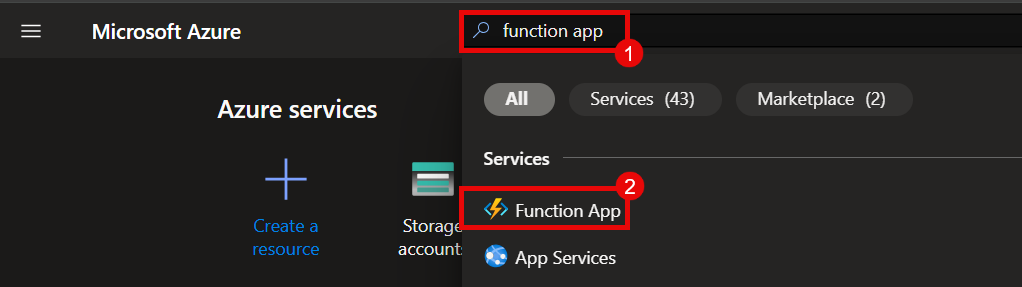 Microsoft Azure
function app
1
All
Services (43)
Marketplace (2)
Azure services
Services
2
Create a
resource
Storage
accounts
Function App
App Services